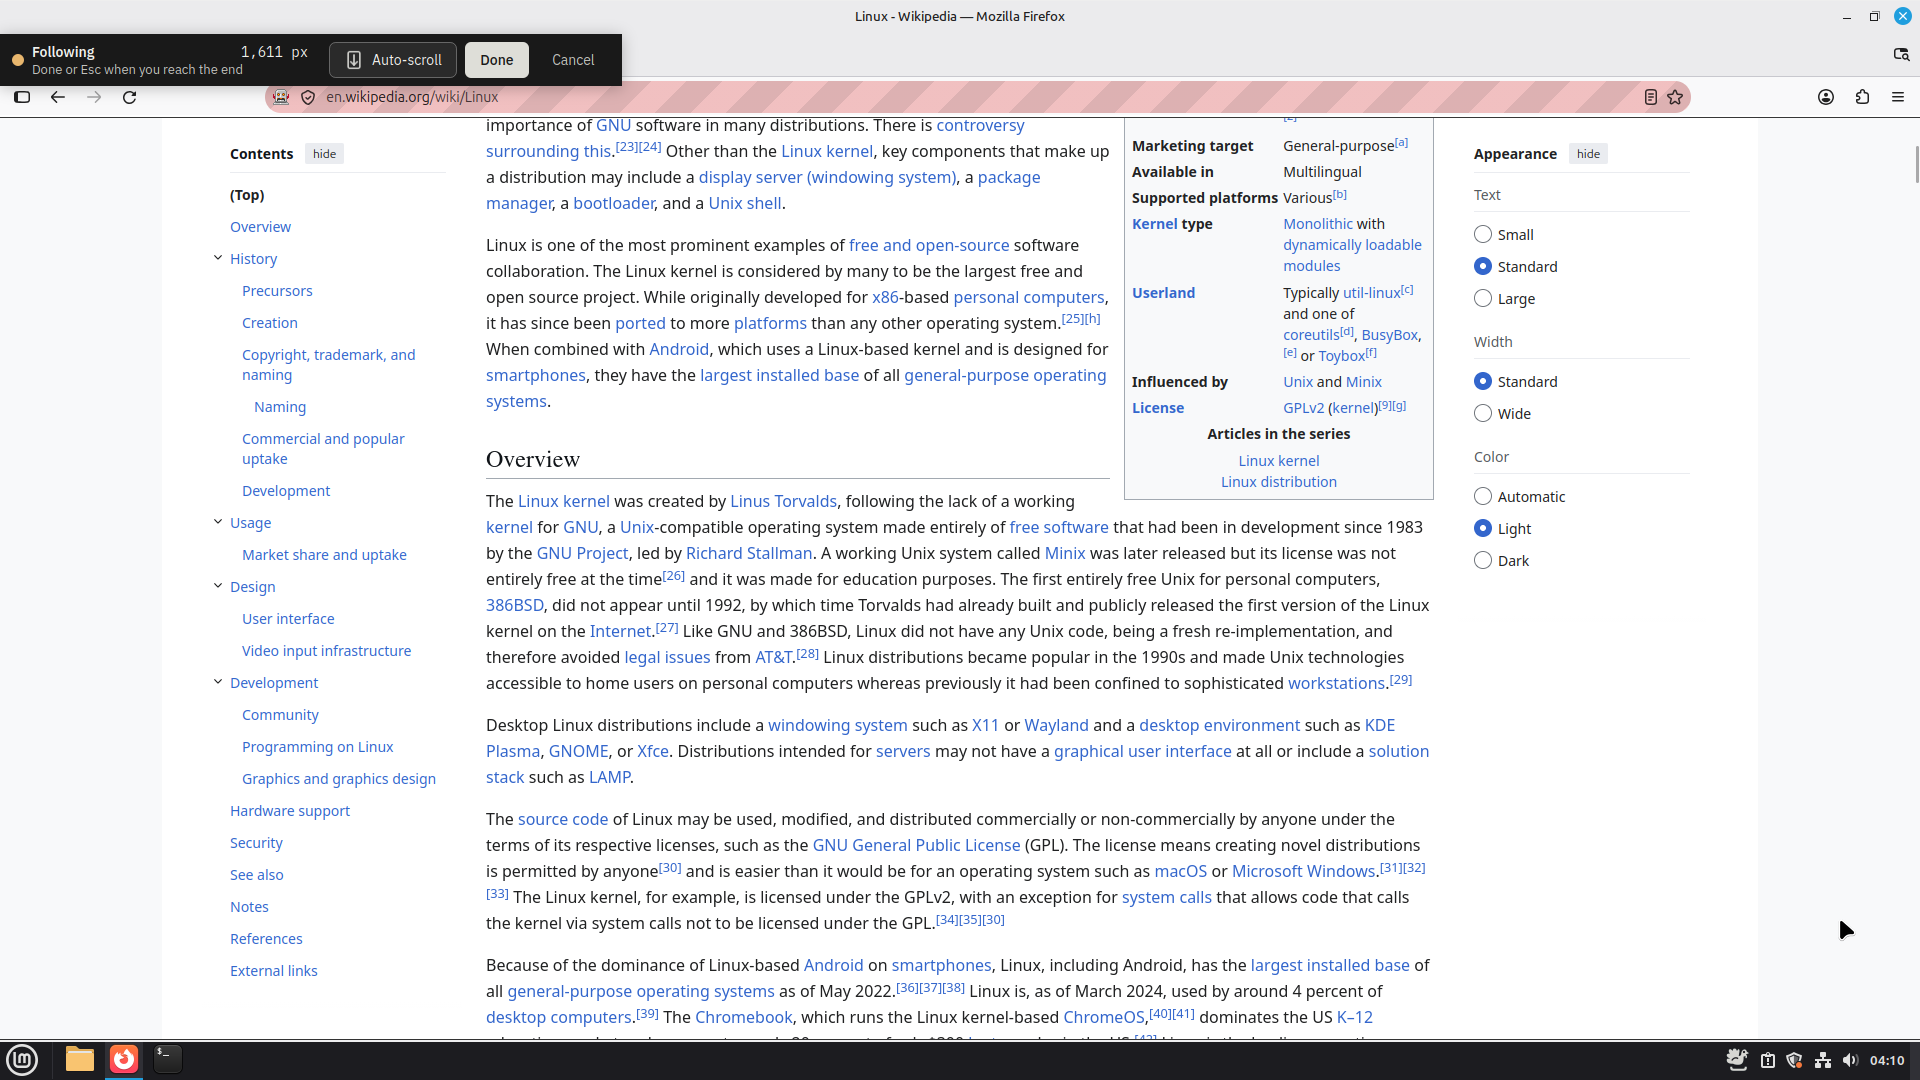 Linux - Wikipedia — Mozilla Firefox
Following
Done or Esc when you reach the end
1,611 px
Auto-scroll
Done
Cancel
en.wikipedia.org/wiki/Linux
Contents
hide
(Top)
Overview
History
Precursors
Creation
Copyright, trademark, and
naming
Naming
Commercial and popular
uptake
Development
Usage
Market share and uptake
Design
User interface
Video input infrastructure
Development
Community
Programming on Linux
Graphics and graphics design
Hardware support
Security
See also
Notes
References
External links
importance of GNU software in many distributions. There is controversy
surrounding this.[23][24] Other than the Linux kernel, key components that make up
a distribution may include a display server (windowing system), a package
manager, a bootloader, and a Unix shell.
Linux is one of the most prominent examples of free and open-source software
collaboration. The Linux kernel is considered by many to be the largest free and
open source project. While originally developed for x86-based personal computers,
it has since been ported to more platforms than any other operating system.[25][h]
When combined with Android, which uses a Linux-based kernel and is designed for
smartphones, they have the largest installed base of all general-purpose operating
systems.
Marketing target General-purpose[a]
Available in Multilingual
Supported platforms Various[b]
Kernel type Monolithic with
dynamically loadable
modules
Userland Typically util-linux[c]
and one of
coreutils[d], BusyBox,
[e] or Toybox[f]
Influenced by Unix and Minix
License GPLv2 (kernel)[9][g]
Articles in the series
Linux kernel
Linux distribution
Overview
The Linux kernel was created by Linus Torvalds, following the lack of a working
kernel for GNU, a Unix-compatible operating system made entirely of free software that had been in development since 1983
by the GNU Project, led by Richard Stallman. A working Unix system called Minix was later released but its license was not
entirely free at the time[26] and it was made for education purposes. The first entirely free Unix for personal computers,
386BSD, did not appear until 1992, by which time Torvalds had already built and publicly released the first version of the Linux
kernel on the Internet.[27] Like GNU and 386BSD, Linux did not have any Unix code, being a fresh re-implementation, and
therefore avoided legal issues from AT&T.[28] Linux distributions became popular in the 1990s and made Unix technologies
accessible to home users on personal computers whereas previously it had been confined to sophisticated workstations.[29]
Desktop Linux distributions include a windowing system such as X11 or Wayland and a desktop environment such as KDE
Plasma, GNOME, or Xfce. Distributions intended for servers may not have a graphical user interface at all or include a solution
stack such as LAMP.
The source code of Linux may be used, modified, and distributed commercially or non-commercially by anyone under the
terms of its respective licenses, such as the GNU General Public License (GPL). The license means creating novel distributions
is permitted by anyone[30] and is easier than it would be for an operating system such as macOS or Microsoft Windows.[31][32]
[33] The Linux kernel, for example, is licensed under the GPLv2, with an exception for system calls that allows code that calls
the kernel via system calls not to be licensed under the GPL.[34][35][30]
Because of the dominance of Linux-based Android on smartphones, Linux, including Android, has the largest installed base of
all general-purpose operating systems as of May 2022.[36][37][38] Linux is, as of March 2024, used by around 4 percent of
desktop computers.[39] The Chromebook, which runs the Linux kernel-based ChromeOS,[40][41] dominates the US K–12
Appearance
hide
Text
Small
Standard
Large
Width
Standard
Wide
Color
Automatic
Light
Dark
04:10